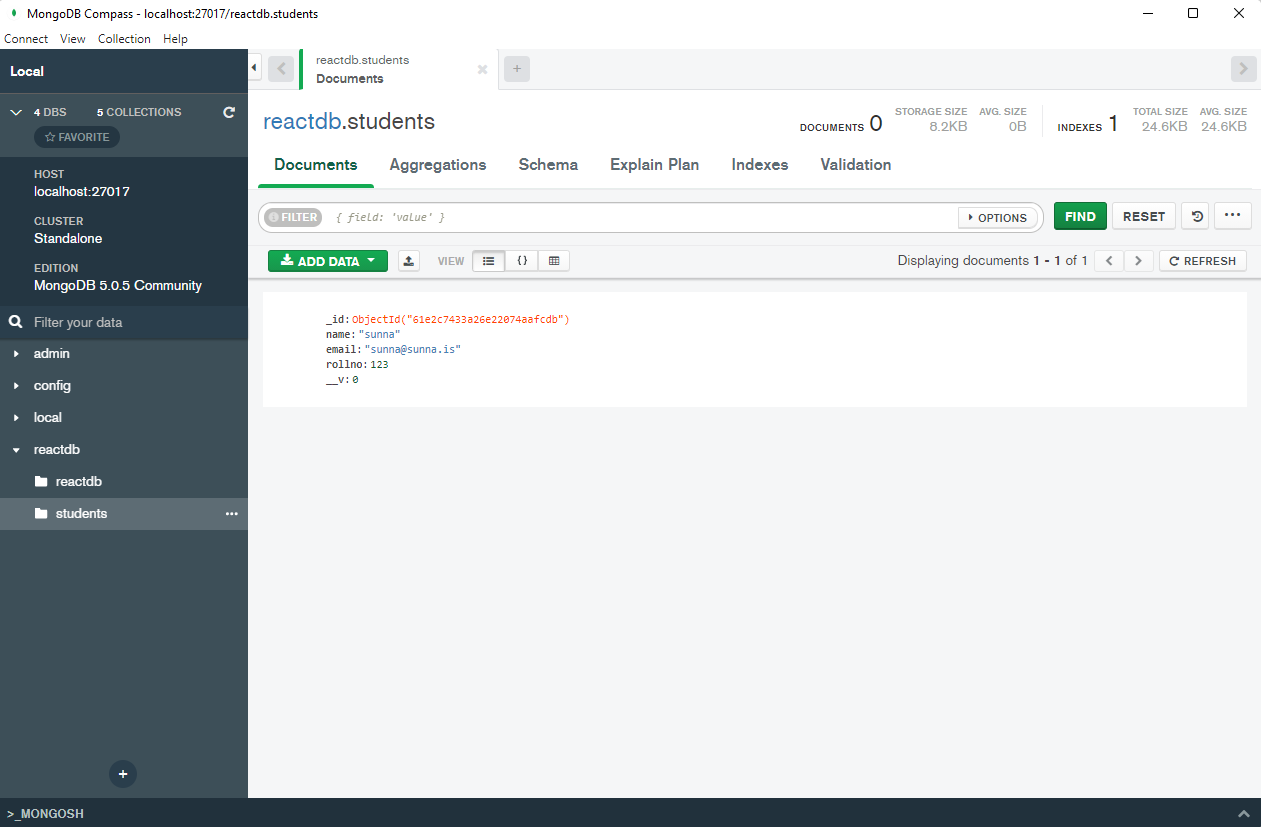 MongoDB Compass - localhost:27017/reactdb.students
Connect View Collection Help
Local
4 DBS 5 COLLECTIONS
FAVORITE
HOST
localhost:27017
CLUSTER
Standalone
EDITION
MongoDB 5.0.5 Community
Filter your data
admin
config
local
reactdb
reactdb
students
>_MONGOSH
reactdb.students
Documents
reactdb.students
DOCUMENTS 0
STORAGE SIZE
8.2KB
AVG. SIZE
0B
INDEXES 1
TOTAL SIZE
24.6KB
AVG. SIZE
24.6KB
Documents Aggregations Schema Explain Plan Indexes Validation
FILTER { field: 'value' } OPTIONS FIND RESET
ADD DATA VIEW {} Displaying documents 1 - 1 of 1 REFRESH
_id: ObjectId("61e2c7433a26e22074aafcdb")
name: "sunna"
email: "sunna@sunna.is"
rollno: 123
__v: 0